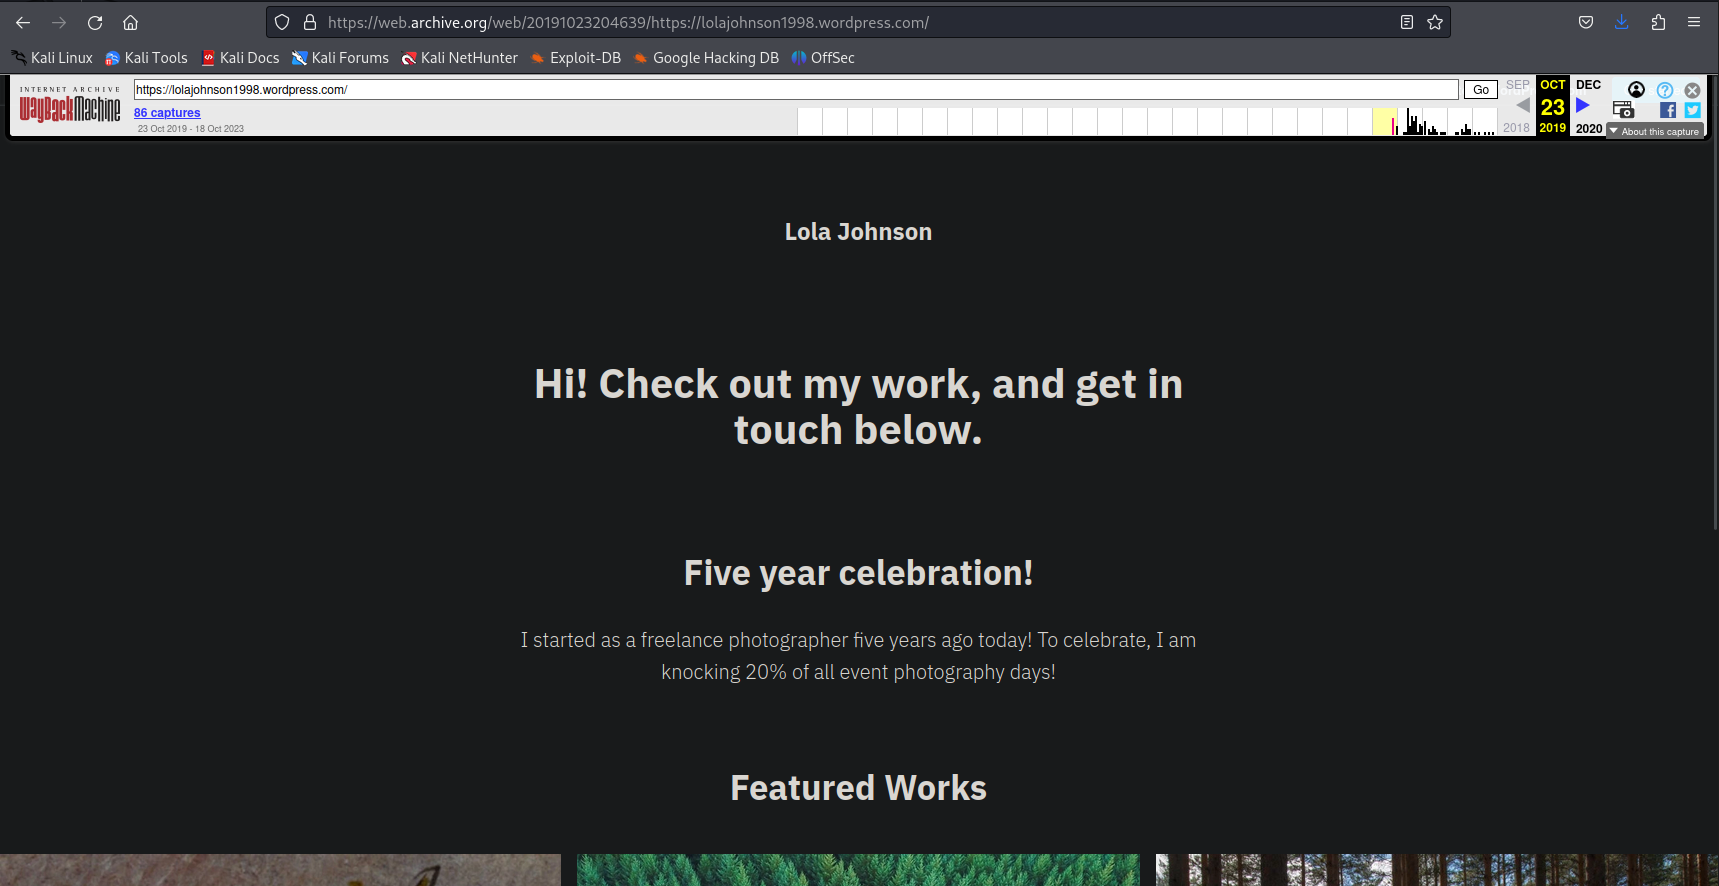 https://web.archive.org/web/20191023204639/https://lolajohnson1998.wordpress.com/
Kali Linux Kali Tools Kali Docs Kali Forums Kali NetHunter Exploit-DB Google Hacking DB OffSec
INTERNET ARCHIVE
WayBackMachine
https://lolajohnson1998.wordpress.com/
Go
86 captures
23 Oct 2019 - 18 Oct 2023
SEP OCT DEC
23
2018 2019 2020
About this capture
Lola Johnson
Hi! Check out my work, and get in
touch below.
Five year celebration!
I started as a freelance photographer five years ago today! To celebrate, I am
knocking 20% of all event photography days!
Featured Works